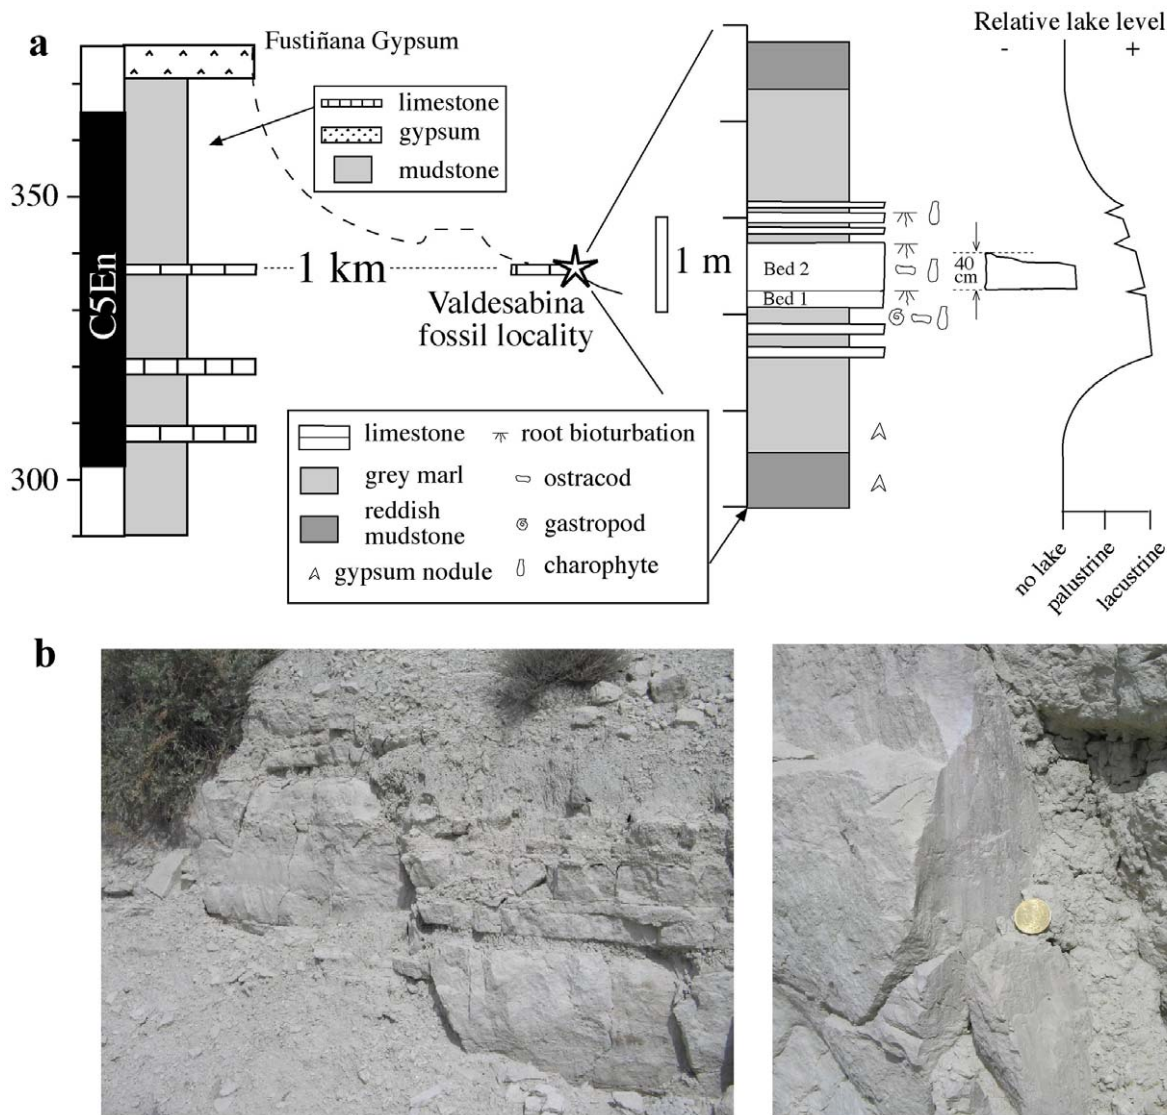 a
Fustiñana Gypsum
limestone
gypsum
mudstone
350
300
C5En
1 km
Valdesabina
fossil locality
1 m
Bed 2
Bed 1
40
cm
Relative lake level
-
+
no lake
palustrine
lacustrine
limestone
grey marl
reddish
mudstone
gypsum nodule
root bioturbation
ostracod
gastropod
charophyte
b